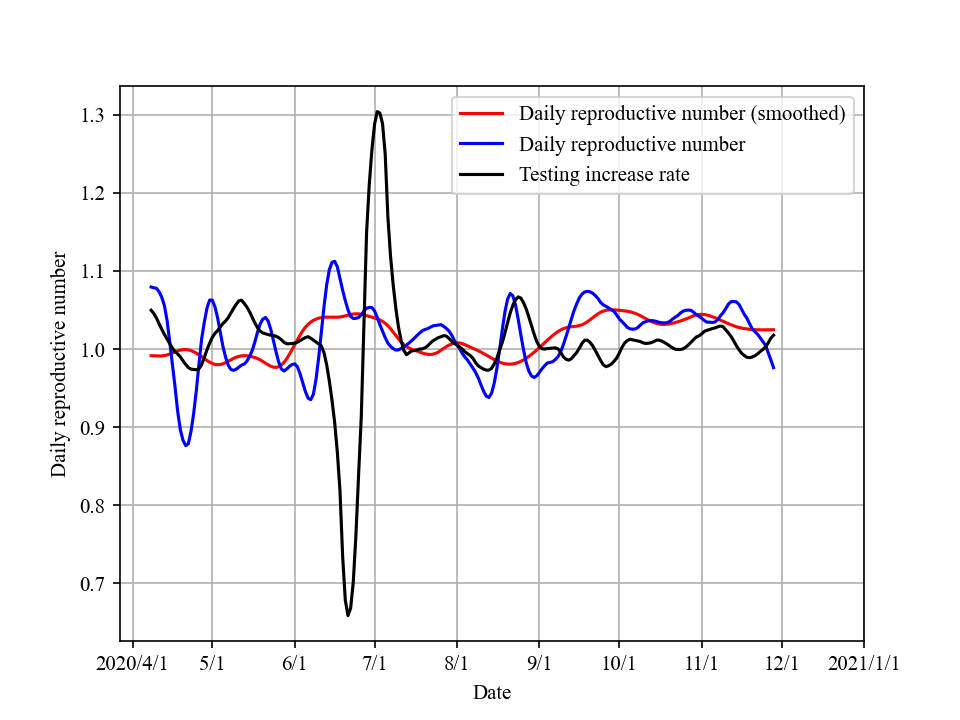 Daily reproductive number (smoothed)
Daily reproductive number
Testing increase rate
1.3
1.2
1.1
1.0
0.9
0.8
0.7
Daily reproductive number
2020/4/1 5/1 6/1 7/1 8/1 9/1 10/1 11/1 12/1 2021/1/1
Date